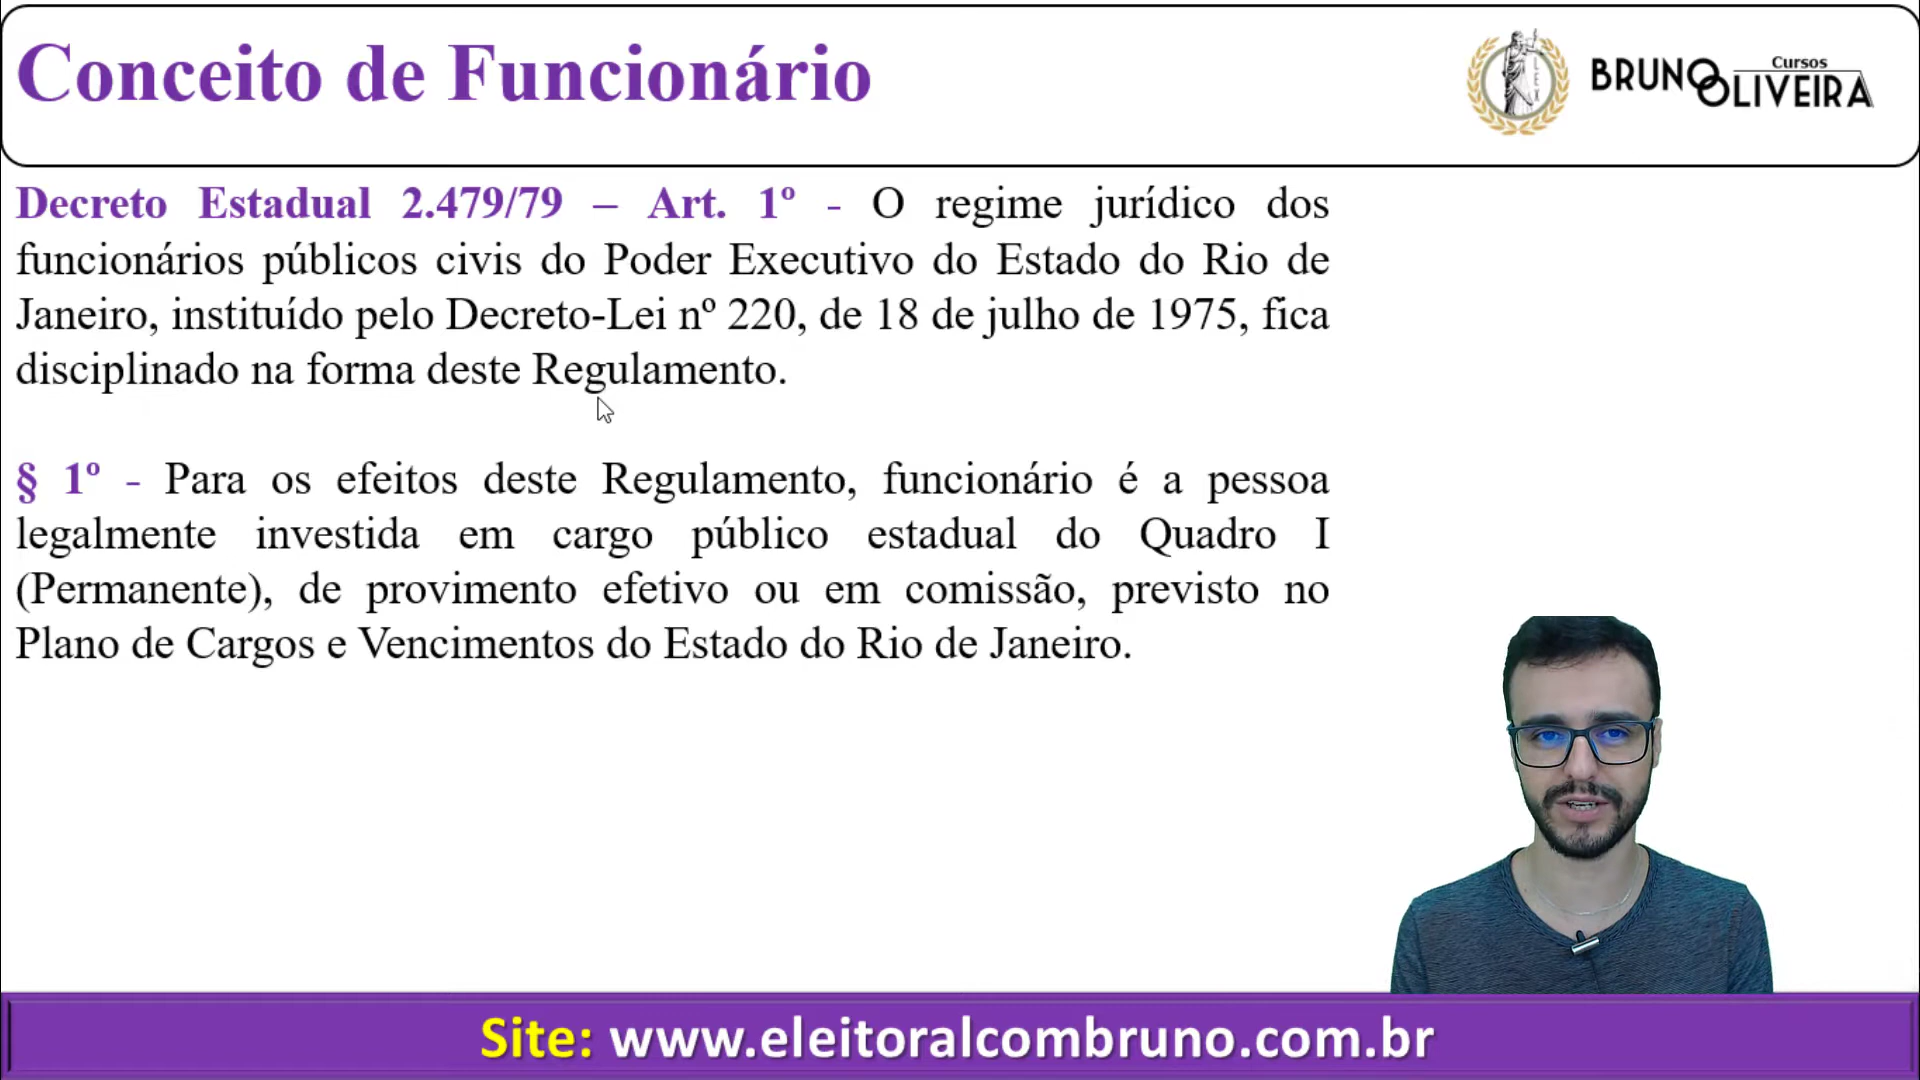 Conceito de Funcionário
Cursos
BRUNO OLIVEIRA
Decreto Estadual 2.479/79 – Art. 1º - O regime jurídico dos
funcionários públicos civis do Poder Executivo do Estado do Rio de
Janeiro, instituído pelo Decreto-Lei nº 220, de 18 de julho de 1975, fica
disciplinado na forma deste Regulamento.
§ 1º - Para os efeitos deste Regulamento, funcionário é a pessoa
legalmente investida em cargo público estadual do Quadro I
(Permanente), de provimento efetivo ou em comissão, previsto no
Plano de Cargos e Vencimentos do Estado do Rio de Janeiro.
Site: www.eleitoralcombruno.com.br